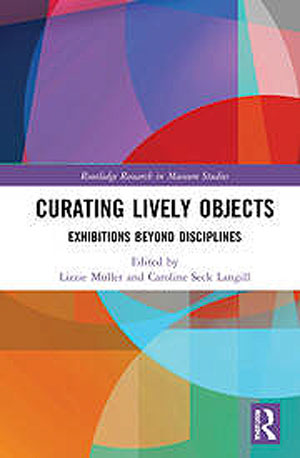 Routledge Research in Museum Studies
CURATING LIVELY OBJECTS
EXHIBITIONS BEYOND DISCIPLINES
Edited by
Lizzie Muller and Caroline Seck Langill
R
ROUTLEDGE